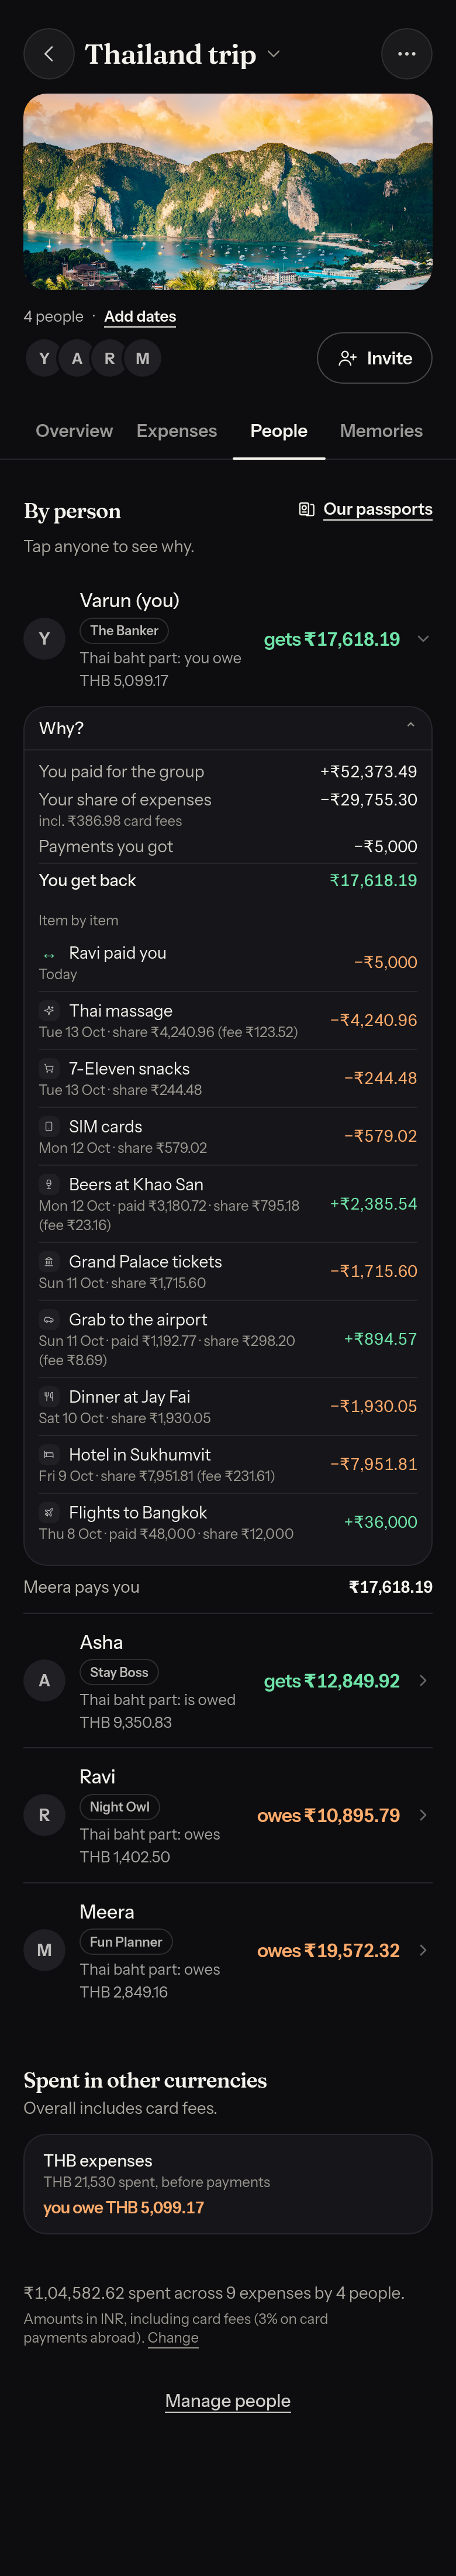 Thailand trip
4 people · Add dates
Y A R M
Invite
Overview Expenses People Memories
By person
Our passports
Tap anyone to see why.
Varun (you)
Y
The Banker
gets ₹17,618.19
Thai baht part: you owe
THB 5,099.17
Why?
You paid for the group +₹52,373.49
Your share of expenses −₹29,755.30
incl. ₹386.98 card fees
Payments you got −₹5,000
You get back ₹17,618.19
Item by item
↔ Ravi paid you −₹5,000
Today
Thai massage −₹4,240.96
Tue 13 Oct · share ₹4,240.96 (fee ₹123.52)
7-Eleven snacks −₹244.48
Tue 13 Oct · share ₹244.48
SIM cards −₹579.02
Mon 12 Oct · share ₹579.02
Beers at Khao San +₹2,385.54
Mon 12 Oct · paid ₹3,180.72 · share ₹795.18
(fee ₹23.16)
Grand Palace tickets −₹1,715.60
Sun 11 Oct · share ₹1,715.60
Grab to the airport +₹894.57
Sun 11 Oct · paid ₹1,192.77 · share ₹298.20
(fee ₹8.69)
Dinner at Jay Fai −₹1,930.05
Sat 10 Oct · share ₹1,930.05
Hotel in Sukhumvit −₹7,951.81
Fri 9 Oct · share ₹7,951.81 (fee ₹231.61)
Flights to Bangkok +₹36,000
Thu 8 Oct · paid ₹48,000 · share ₹12,000
Meera pays you ₹17,618.19
Asha
A
Stay Boss
gets ₹12,849.92
Thai baht part: is owed
THB 9,350.83
Ravi
R
Night Owl
owes ₹10,895.79
Thai baht part: owes
THB 1,402.50
Meera
M
Fun Planner
owes ₹19,572.32
Thai baht part: owes
THB 2,849.16
Spent in other currencies
Overall includes card fees.
THB expenses
THB 21,530 spent, before payments
you owe THB 5,099.17
₹1,04,582.62 spent across 9 expenses by 4 people.
Amounts in INR, including card fees (3% on card
payments abroad). Change
Manage people